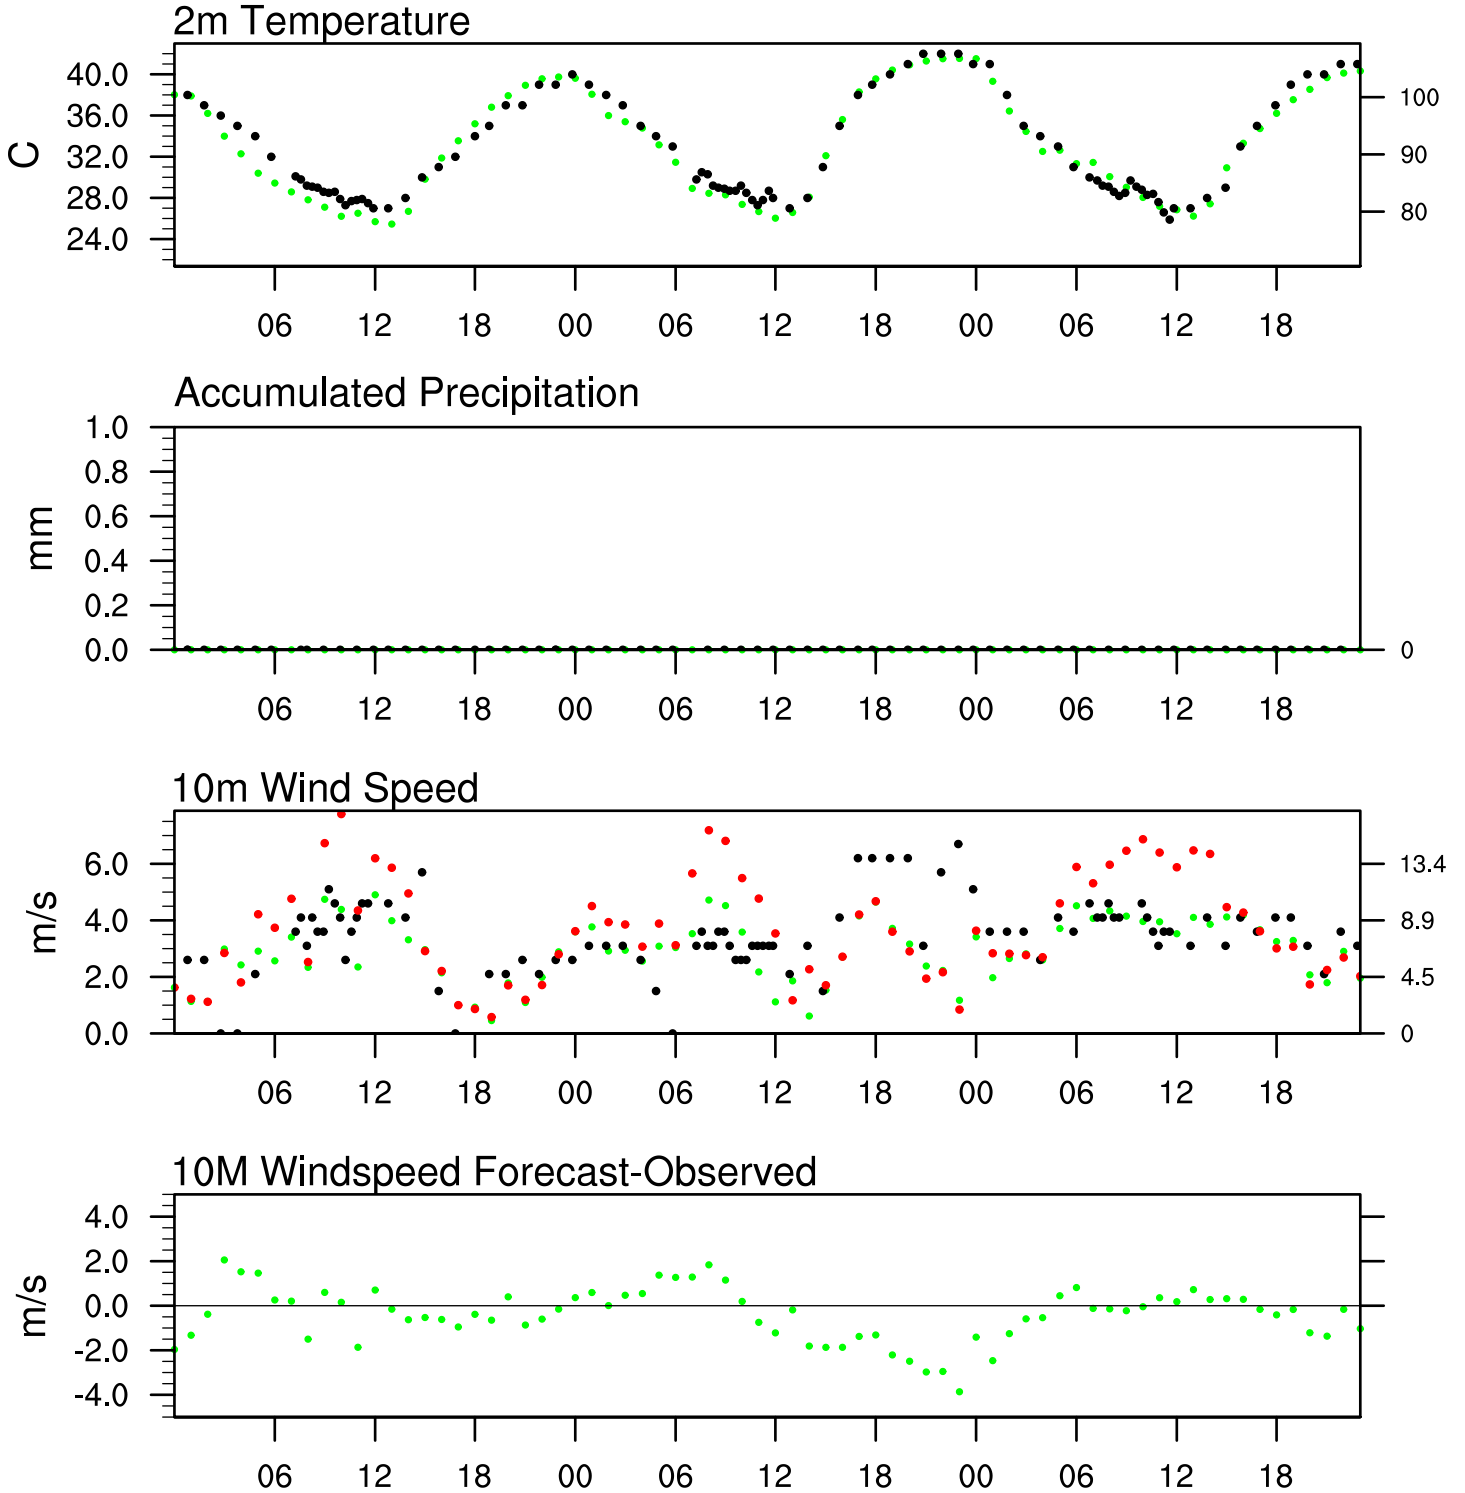 2m Temperature
40.0
36.0
32.0
28.0
24.0
C
100
90
80
06 12 18 00 06 12 18 00 06 12 18
Accumulated Precipitation
1.0
0.8
0.6
0.4
0.2
0.0
mm
0
06 12 18 00 06 12 18 00 06 12 18
10m Wind Speed
6.0
4.0
2.0
0.0
m/s
13.4
8.9
4.5
0
06 12 18 00 06 12 18 00 06 12 18
10M Windspeed Forecast-Observed
4.0
2.0
0.0
-2.0
-4.0
m/s
06 12 18 00 06 12 18 00 06 12 18